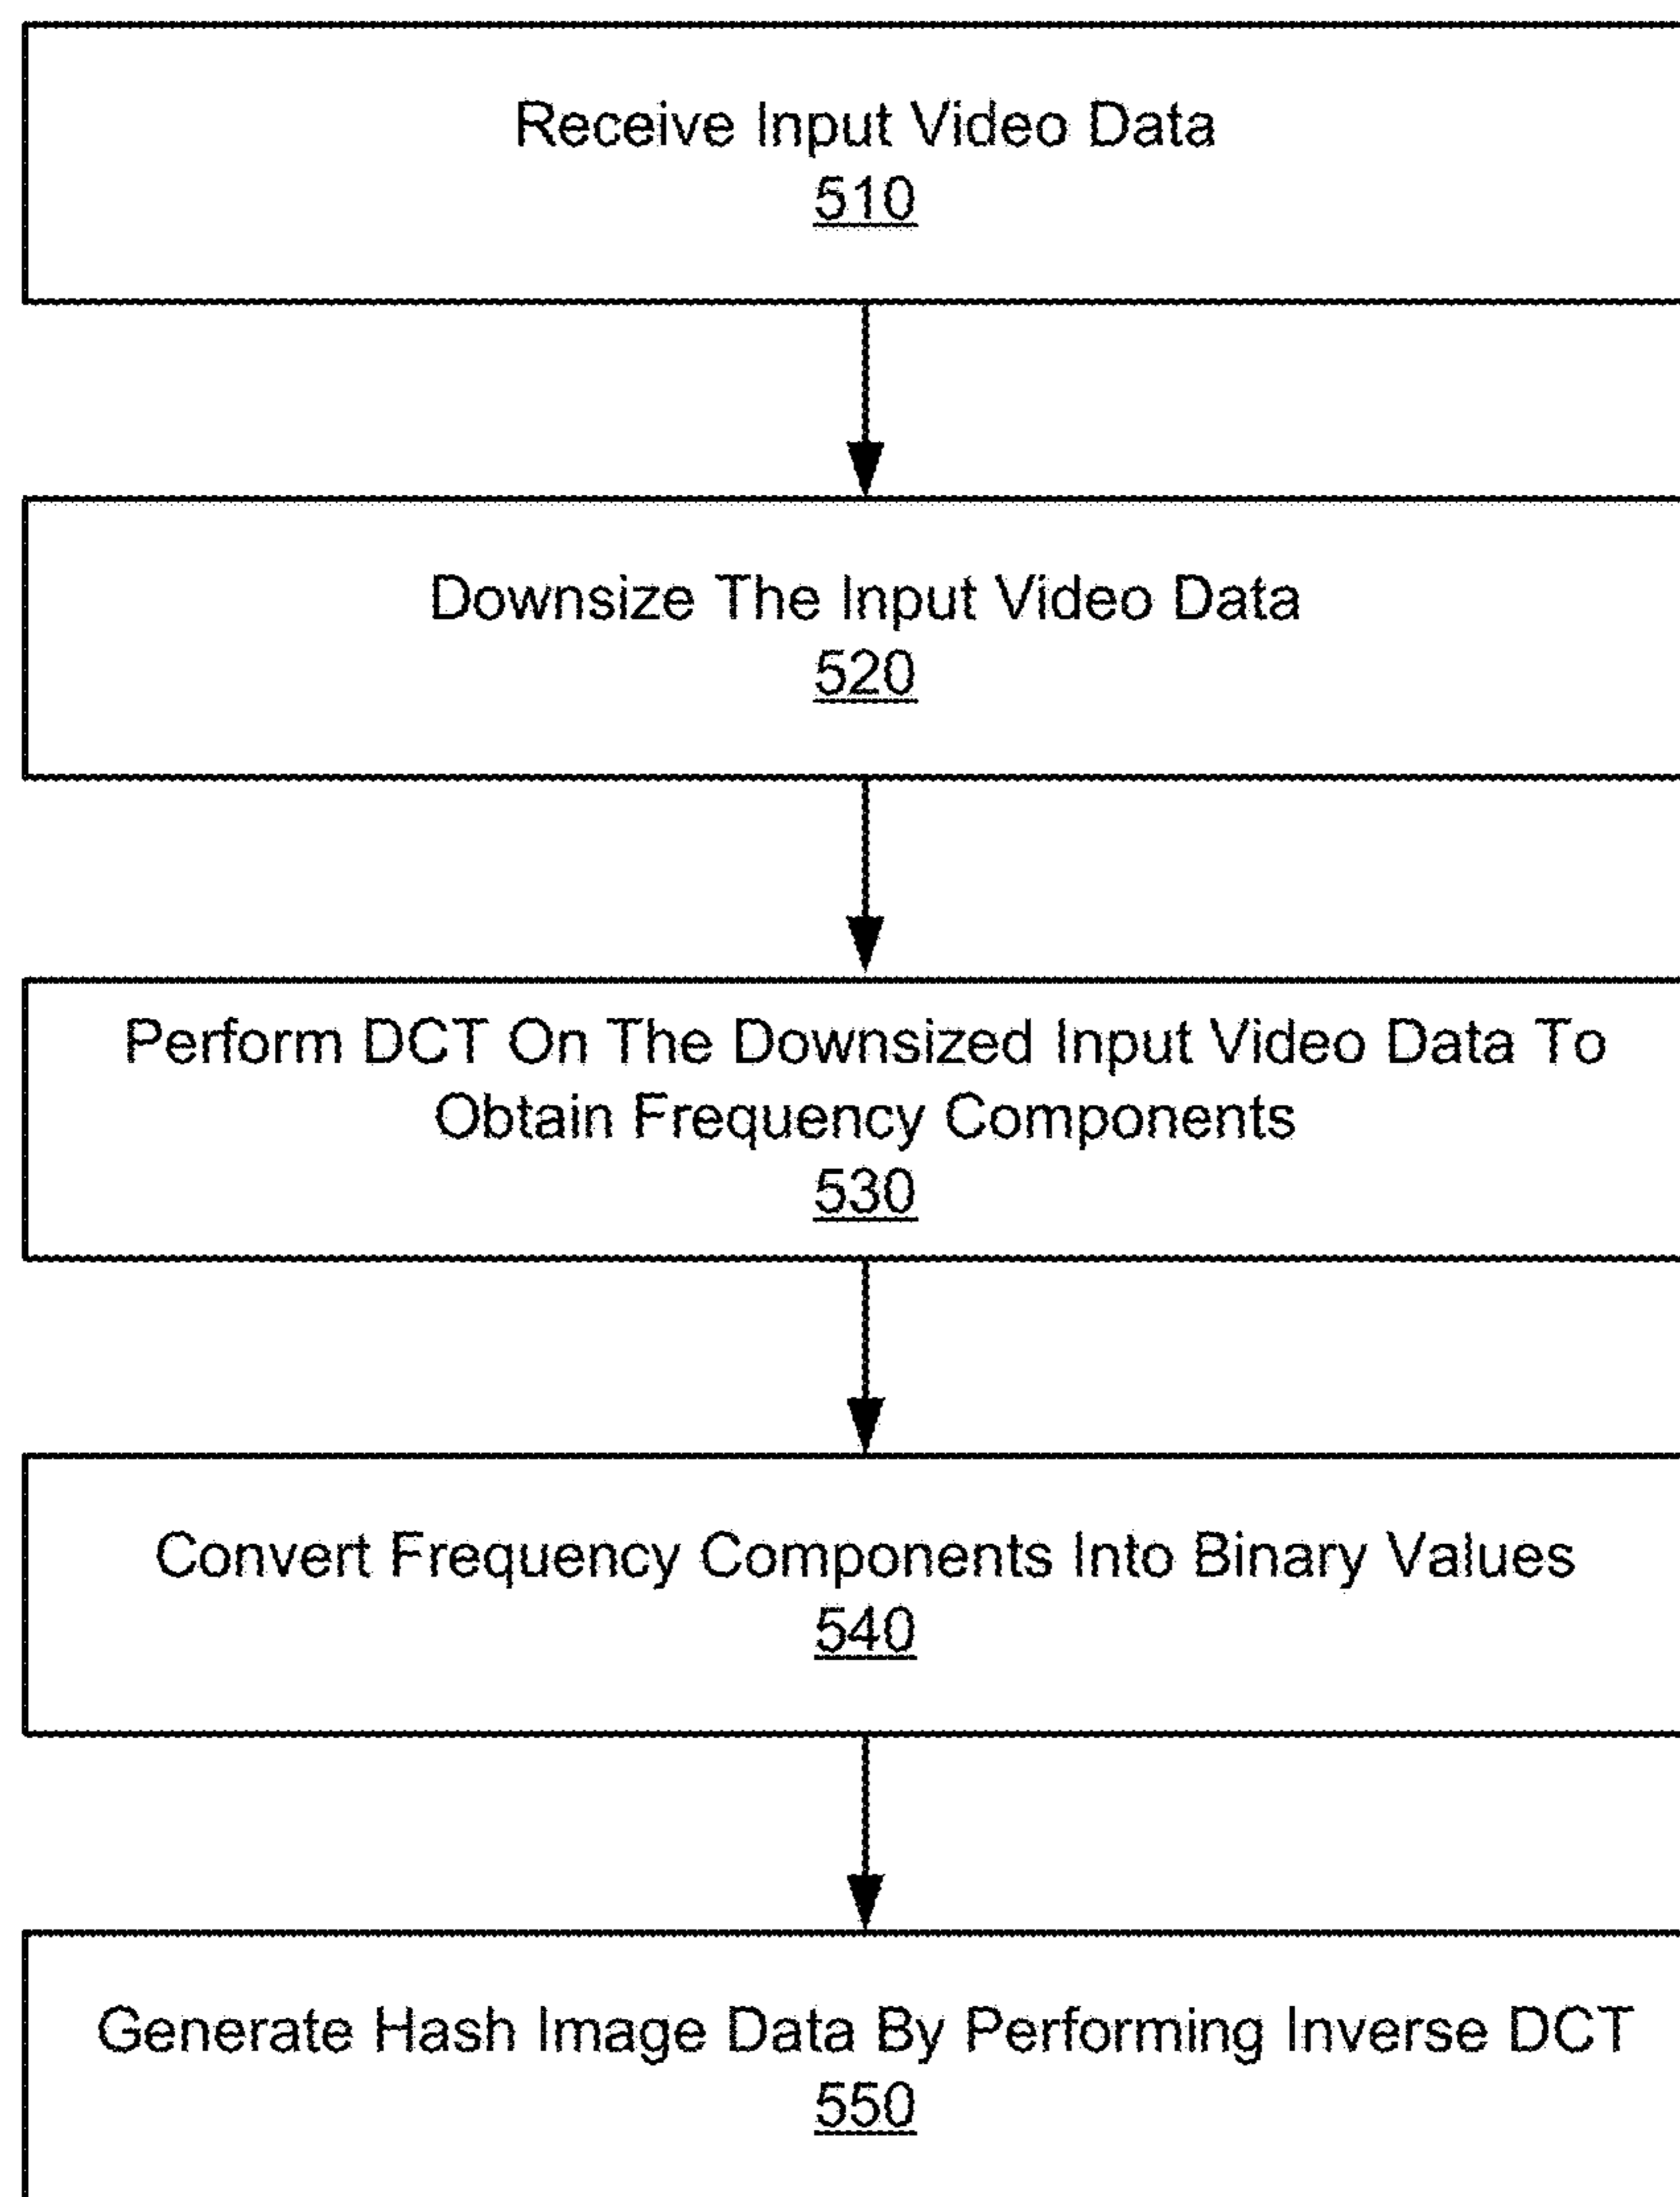 Receive Input Video Data
510
Downsize The Input Video Data
520
Perform DCT On The Downsized Input Video Data To
Obtain Frequency Components
530
Convert Frequency Components Into Binary Values
540
Generate Hash Image Data By Performing Inverse DCT
550